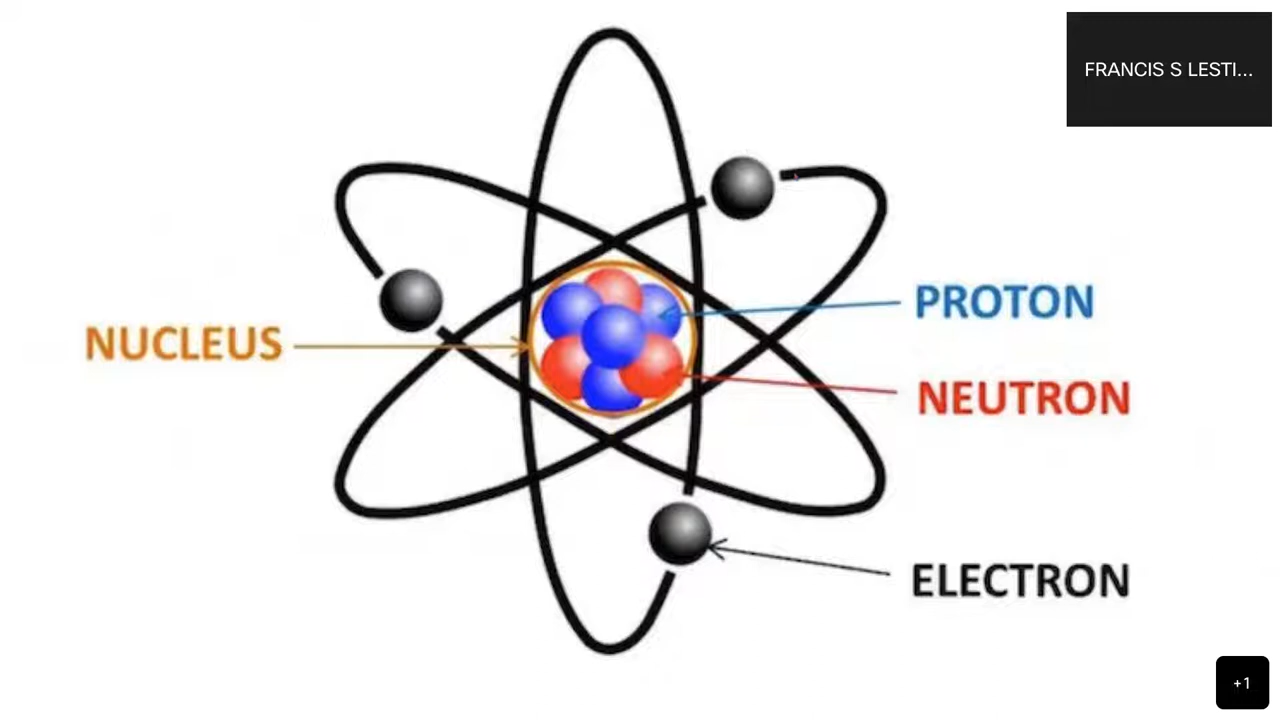 FRANCIS S LESTI...
PROTON
NUCLEUS
NEUTRON
ELECTRON
+1